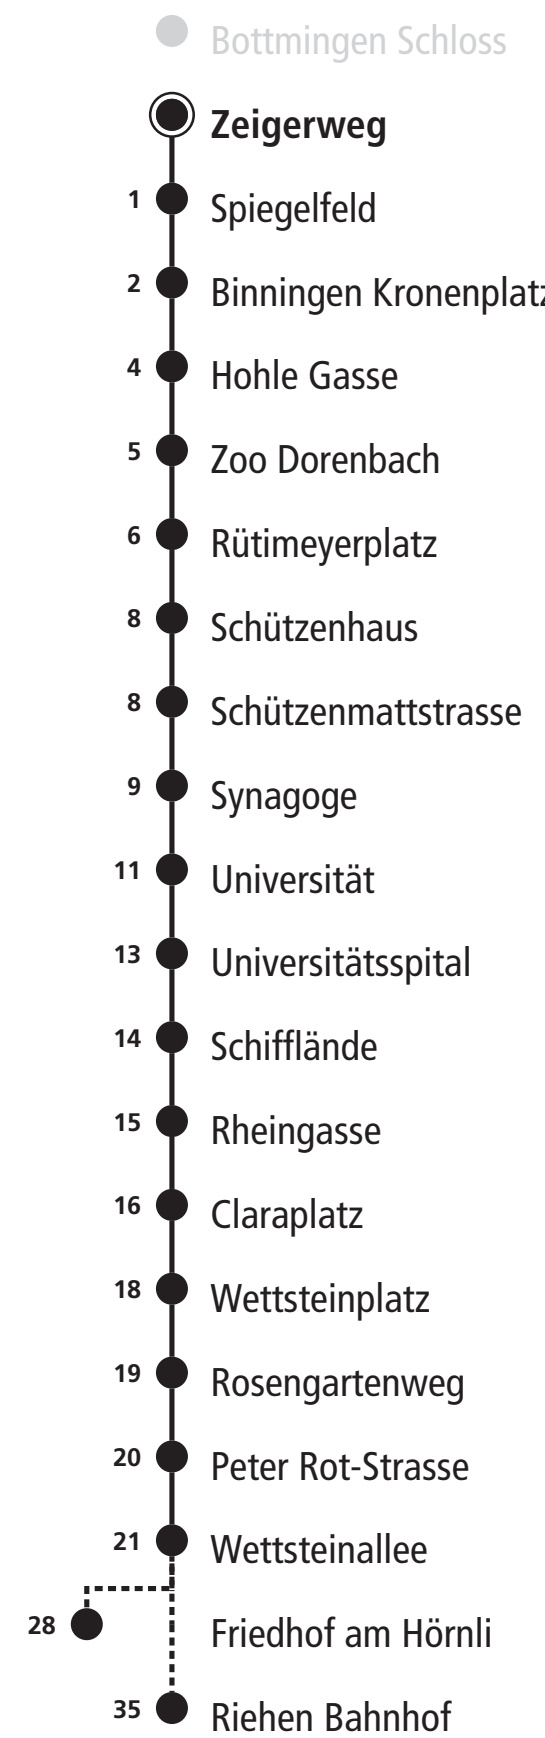 Bottmingen Schloss
Zeigerweg
1 Spiegelfeld
2 Binningen Kronenplatz
4 Hohle Gasse
5 Zoo Dorenbach
6 Rütimeyerplatz
8 Schützenhaus
8 Schützenmattstrasse
9 Synagoge
11 Universität
13 Universitätsspital
14 Schifflände
15 Rheingasse
16 Claraplatz
18 Wettsteinplatz
19 Rosengartenweg
20 Peter Rot-Strasse
21 Wettsteinallee
28 Friedhof am Hörnli
35 Riehen Bahnhof